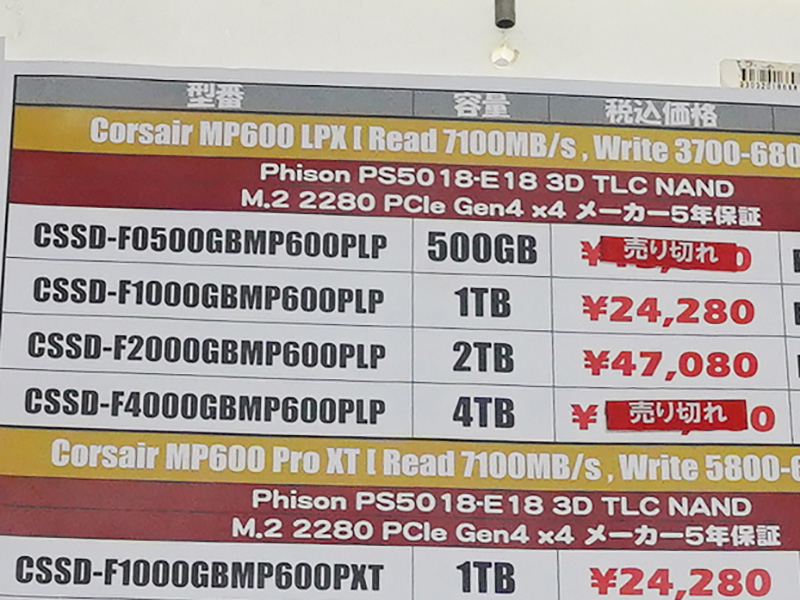 型番 容量 税込価格
Corsair MP600 LPX [ Read 7100MB/s , Write 3700-680
Phison PS5018-E18 3D TLC NAND
M.2 2280 PCIe Gen4 x4 メーカー5年保証
CSSD-F0500GBMP600PLP 500GB ¥ 売り切れ 0
CSSD-F1000GBMP600PLP 1TB ¥24,280
CSSD-F2000GBMP600PLP 2TB ¥47,080
CSSD-F4000GBMP600PLP 4TB ¥ 売り切れ 0
Corsair MP600 Pro XT [ Read 7100MB/s , Write 5800-6
Phison PS5018-E18 3D TLC NAND
M.2 2280 PCIe Gen4 x4 メーカー5年保証
CSSD-F1000GBMP600PXT 1TB ¥24,280